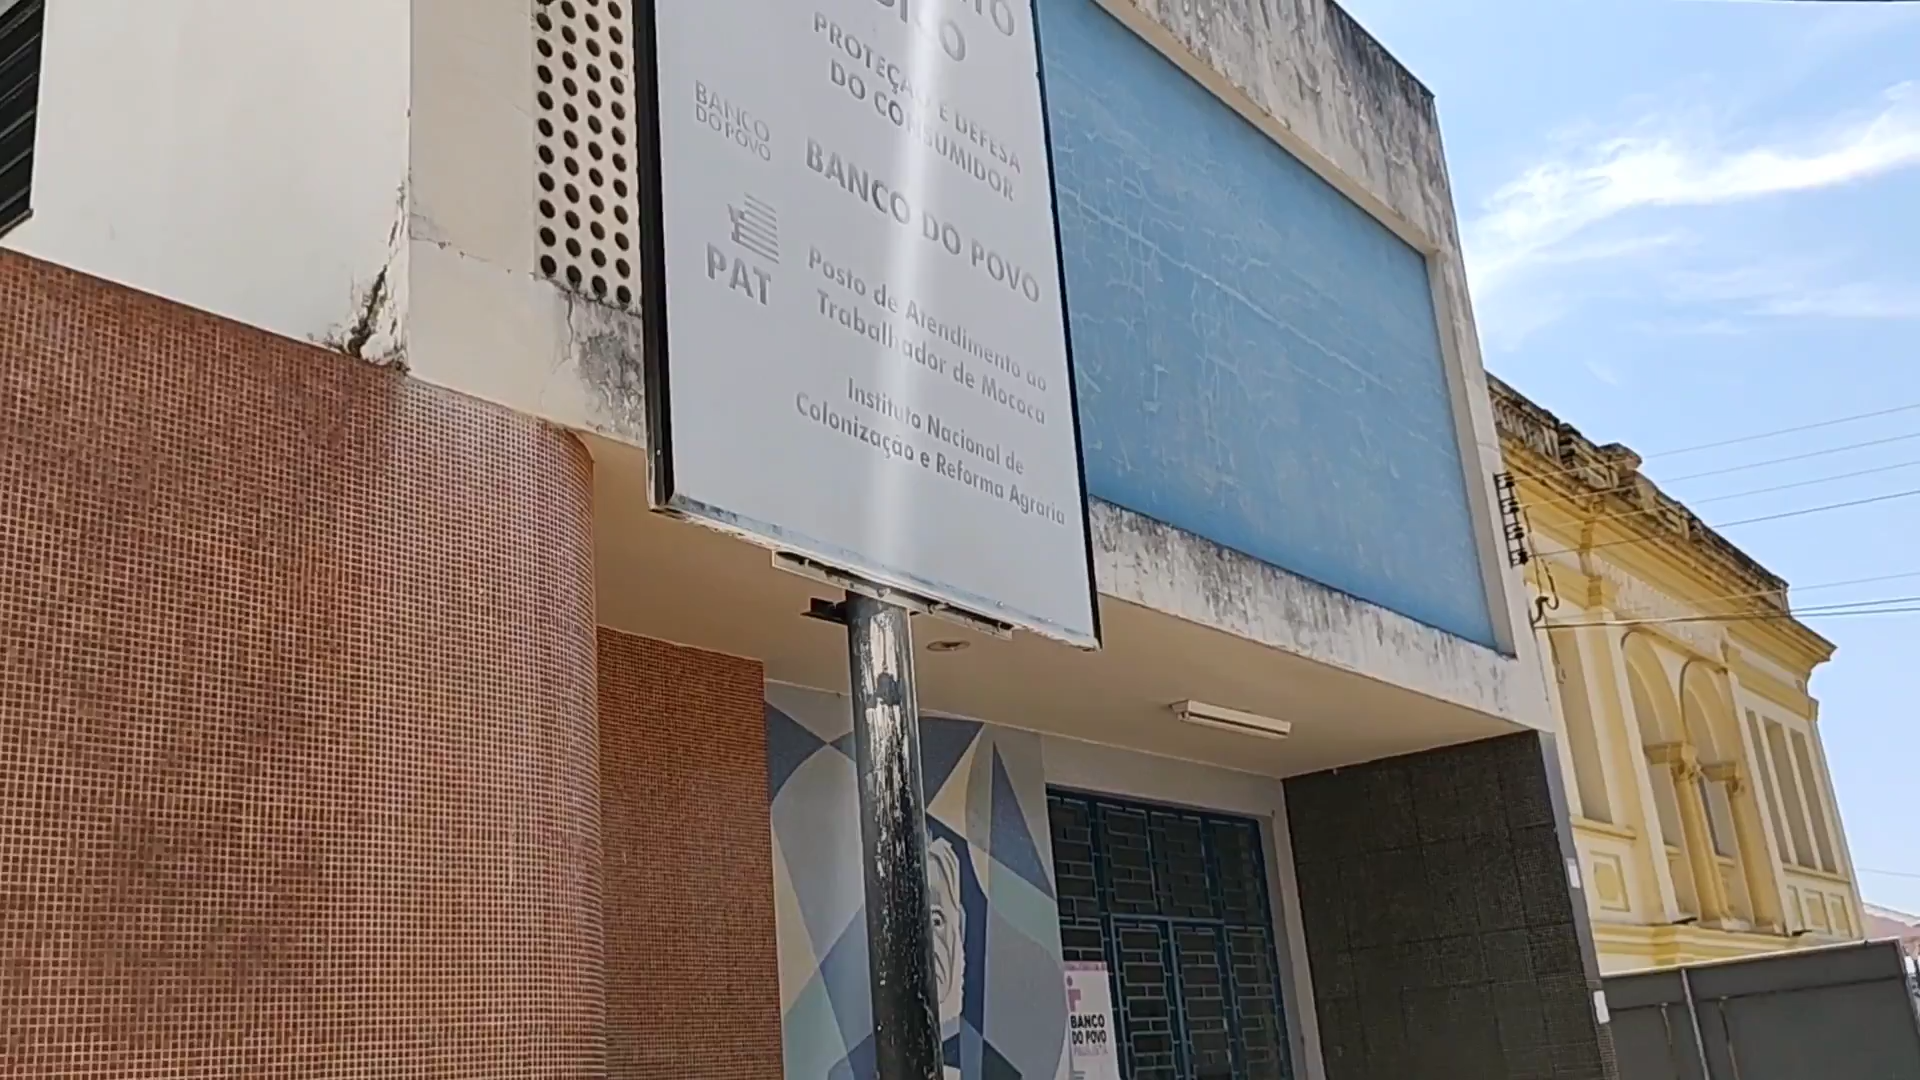 PROTEÇÃO E DEFESA
DO CONSUMIDOR
BANCO
DO POVO
BANCO DO POVO
PAT
Posto de Atendimento ao
Trabalhador de Mococa
Instituto Nacional de
Colonização e Reforma Agraria
BANCO
DO POVO
PAULISTA